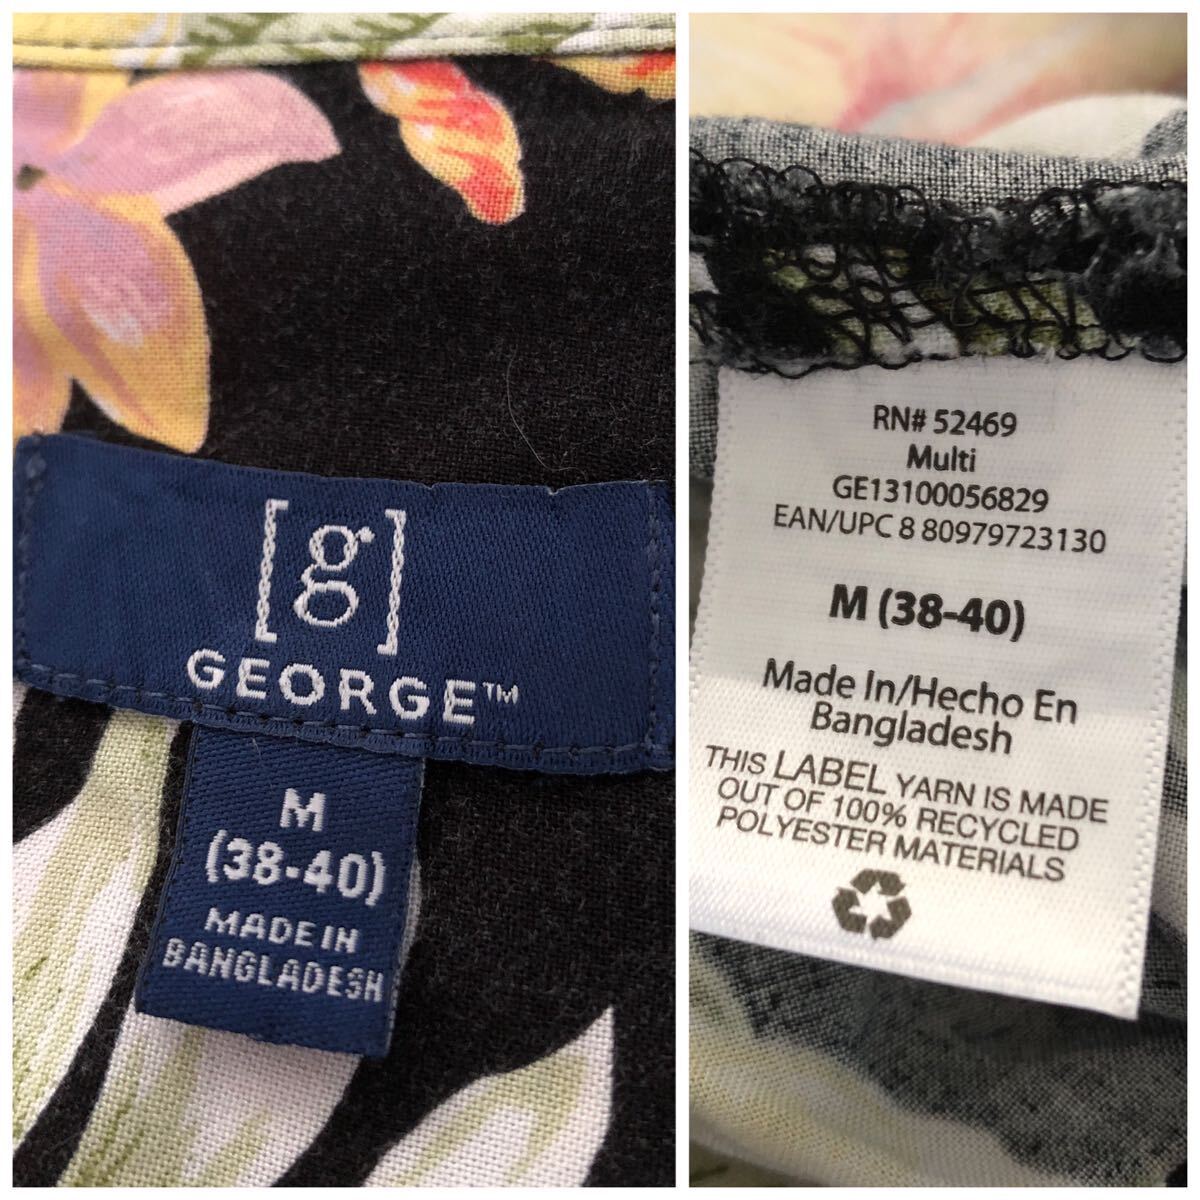 [g]
GEORGE™
M
(38-40)
MADE IN
BANGLADESH
RN# 52469
Multi
GE13100056829
EAN/UPC 8 80979723130
M (38-40)
Made In/Hecho En
Bangladesh
THIS LABEL YARN IS MADE
OUT OF 100% RECYCLED
POLYESTER MATERIALS